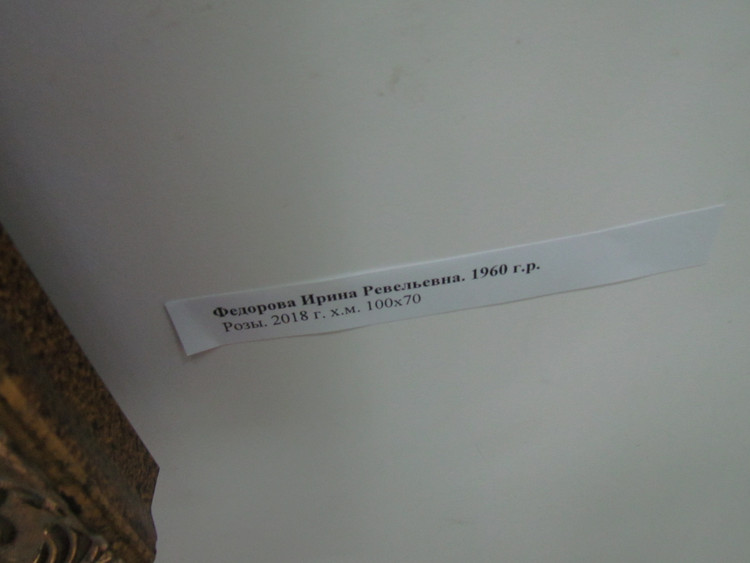 Федорова Ирина Ревельевна. 1960 г.р.
Розы. 2018 г. х.м. 100х70